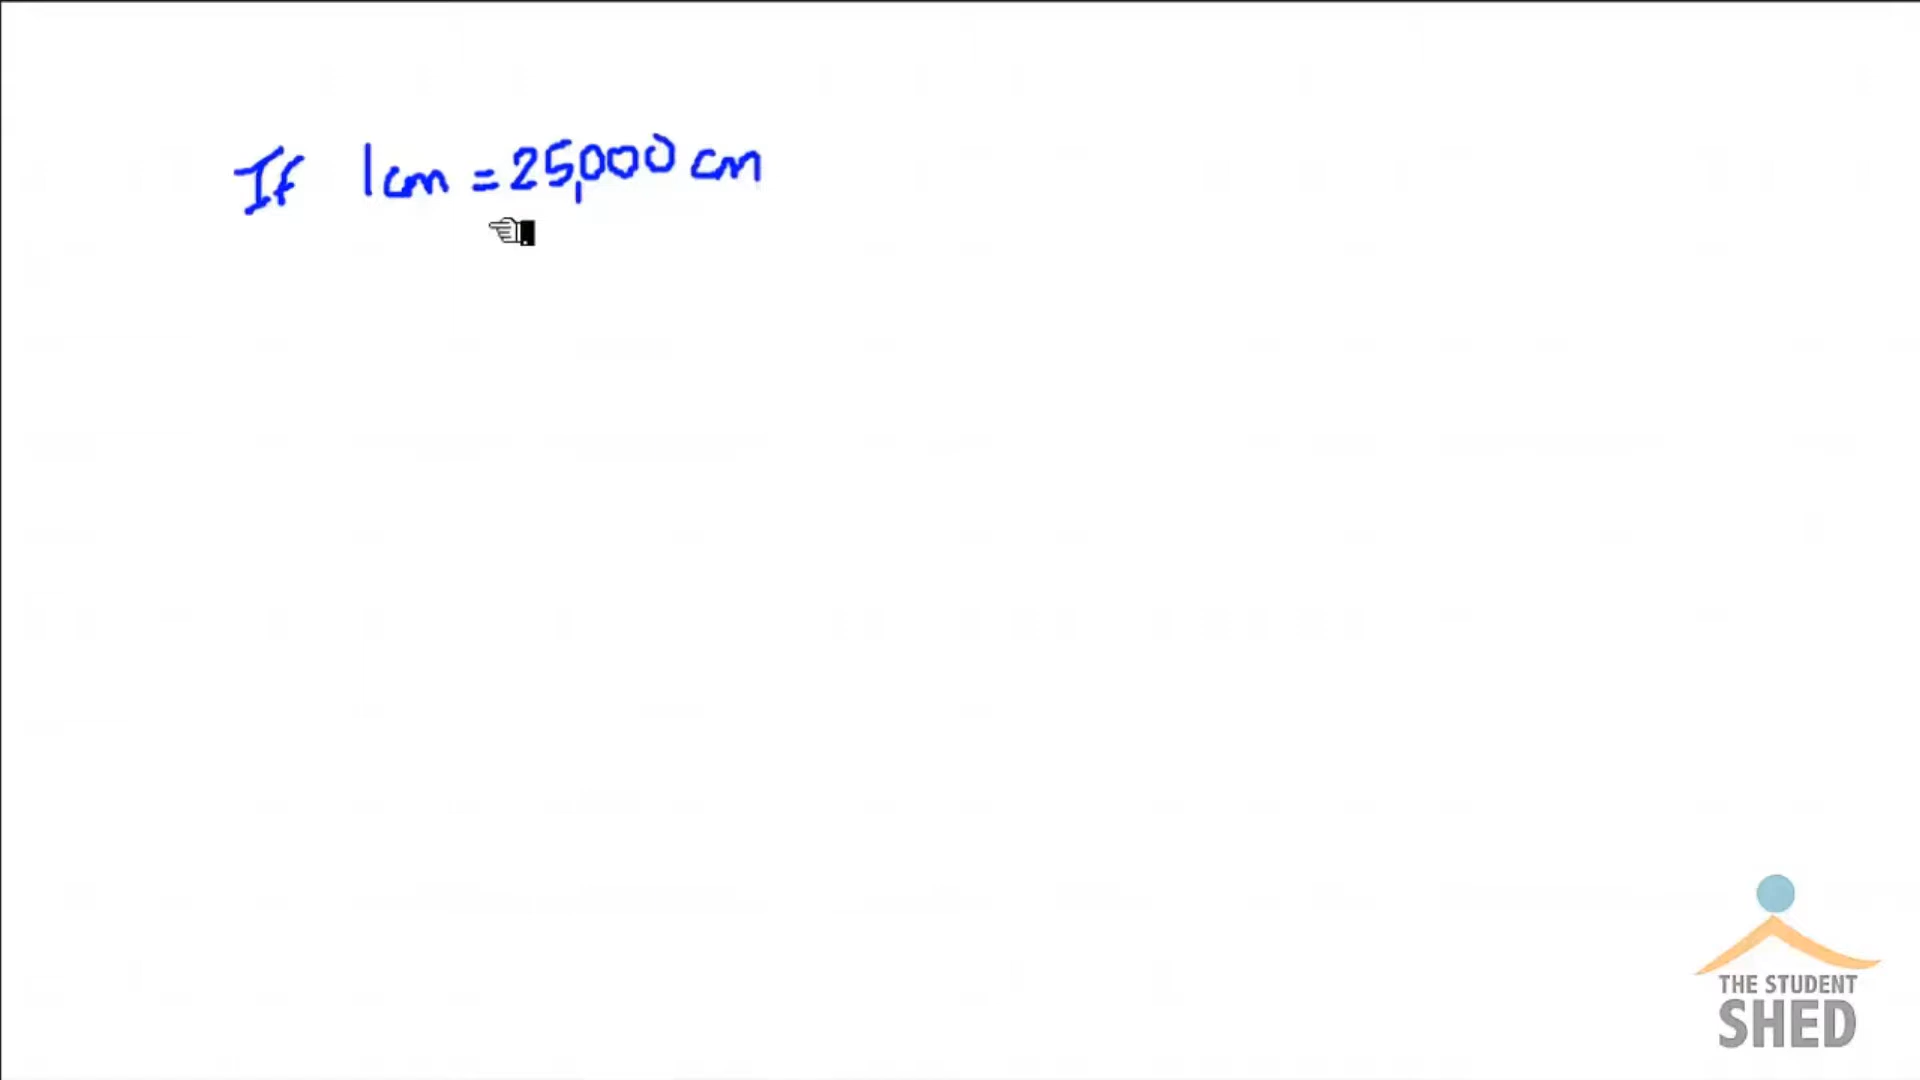 If 1cm = 25,000 cm
THE STUDENT
SHED